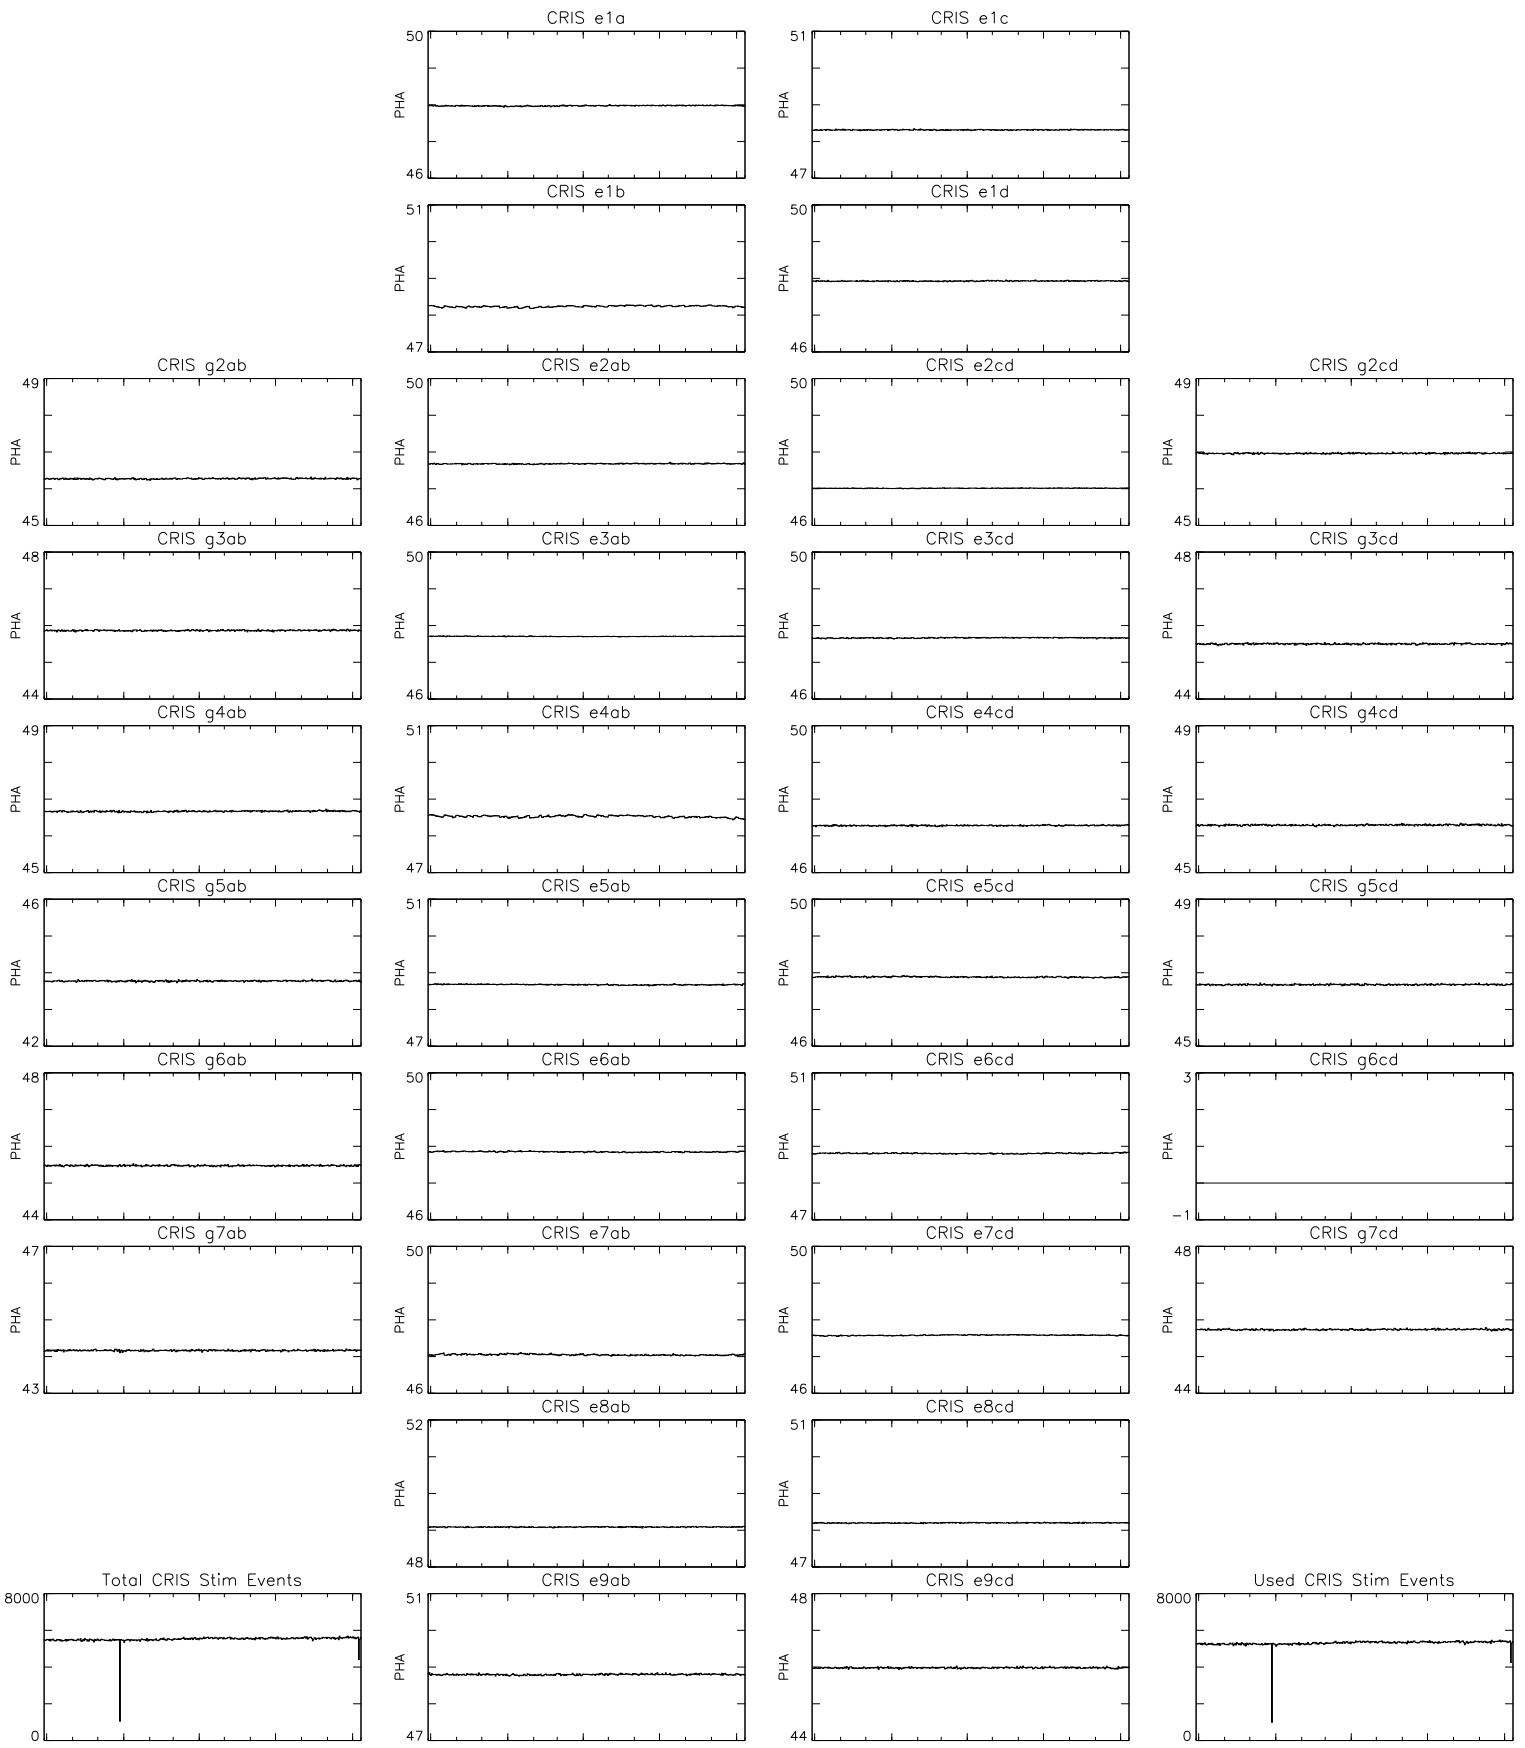 CRIS e1a
CRIS e1c
50
PHA
46
51
PHA
47
CRIS e1b
CRIS e1d
51
PHA
47
50
PHA
46
CRIS g2ab
CRIS e2ab
CRIS e2cd
CRIS g2cd
49
PHA
45
50
PHA
46
50
PHA
46
49
PHA
45
CRIS g3ab
CRIS e3ab
CRIS e3cd
CRIS g3cd
48
PHA
44
50
PHA
46
50
PHA
46
48
PHA
44
CRIS g4ab
CRIS e4ab
CRIS e4cd
CRIS g4cd
49
PHA
45
51
PHA
47
50
PHA
46
49
PHA
45
CRIS g5ab
CRIS e5ab
CRIS e5cd
CRIS g5cd
46
PHA
42
51
PHA
47
50
PHA
46
49
PHA
45
CRIS g6ab
CRIS e6ab
CRIS e6cd
CRIS g6cd
48
PHA
44
50
PHA
46
51
PHA
47
3
PHA
-1
CRIS g7ab
CRIS e7ab
CRIS e7cd
CRIS g7cd
47
PHA
43
50
PHA
46
50
PHA
46
48
PHA
44
CRIS e8ab
CRIS e8cd
52
PHA
48
51
PHA
47
Total CRIS Stim Events
CRIS e9ab
CRIS e9cd
Used CRIS Stim Events
8000
0
51
PHA
47
48
PHA
44
8000
0